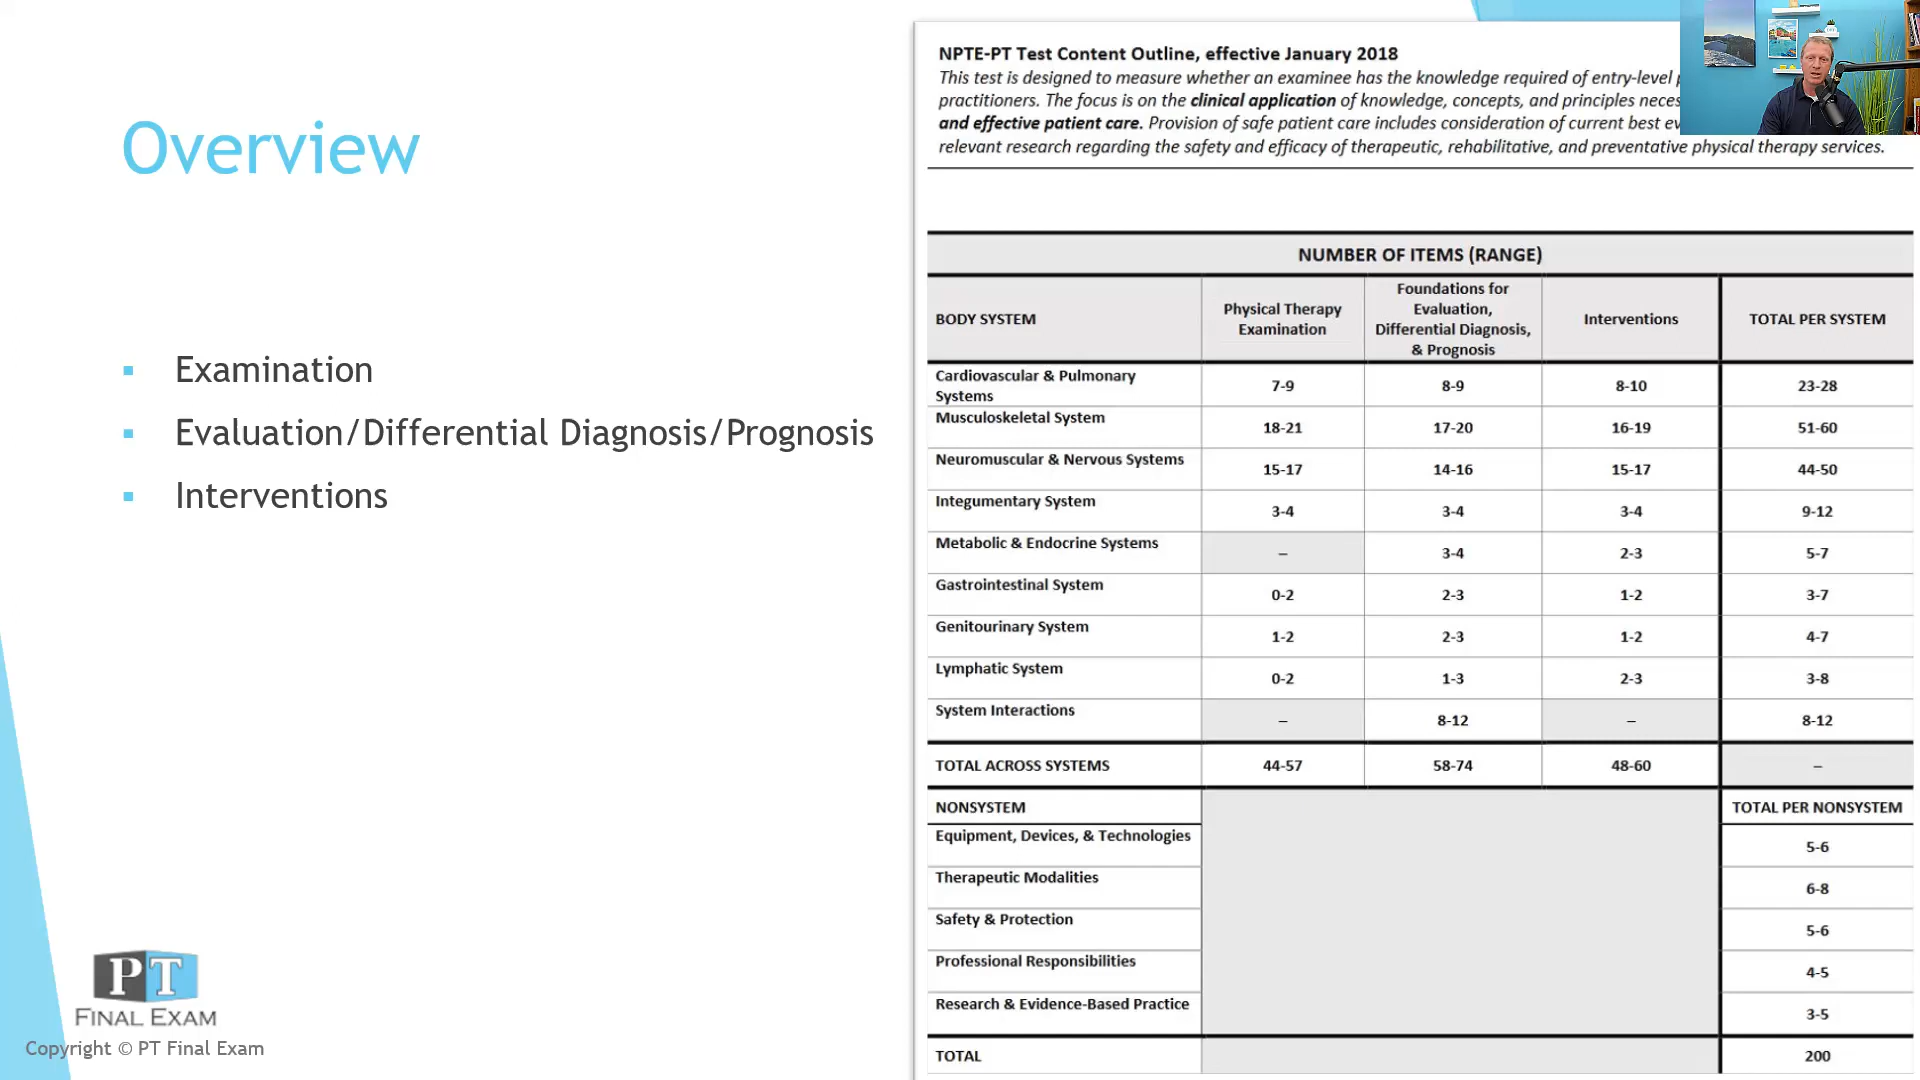 Overview
▪ Examination
▪ Evaluation/Differential Diagnosis/Prognosis
▪ Interventions
PT
FINAL EXAM
Copyright © PT Final Exam
NPTE-PT Test Content Outline, effective January 2018
This test is designed to measure whether an examinee has the knowledge required of entry-level
practitioners. The focus is on the clinical application of knowledge, concepts, and principles
and effective patient care. Provision of safe patient care includes consideration of current best
relevant research regarding the safety and efficacy of therapeutic, rehabilitative, and preventative physical therapy services.
NUMBER OF ITEMS (RANGE)
BODY SYSTEM | Physical Therapy Examination | Foundations for Evaluation, Differential Diagnosis, & Prognosis | Interventions | TOTAL PER SYSTEM
Cardiovascular & Pulmonary Systems | 7-9 | 8-9 | 8-10 | 23-28
Musculoskeletal System | 18-21 | 17-20 | 16-19 | 51-60
Neuromuscular & Nervous Systems | 15-17 | 14-16 | 15-17 | 44-50
Integumentary System | 3-4 | 3-4 | 3-4 | 9-12
Metabolic & Endocrine Systems | – | 3-4 | 2-3 | 5-7
Gastrointestinal System | 0-2 | 2-3 | 1-2 | 3-7
Genitourinary System | 1-2 | 2-3 | 1-2 | 4-7
Lymphatic System | 0-2 | 1-3 | 2-3 | 3-8
System Interactions | – | 8-12 | – | 8-12
TOTAL ACROSS SYSTEMS | 44-57 | 58-74 | 48-60 | –
NONSYSTEM | TOTAL PER NONSYSTEM
Equipment, Devices, & Technologies | 5-6
Therapeutic Modalities | 6-8
Safety & Protection | 5-6
Professional Responsibilities | 4-5
Research & Evidence-Based Practice | 3-5
TOTAL | 200